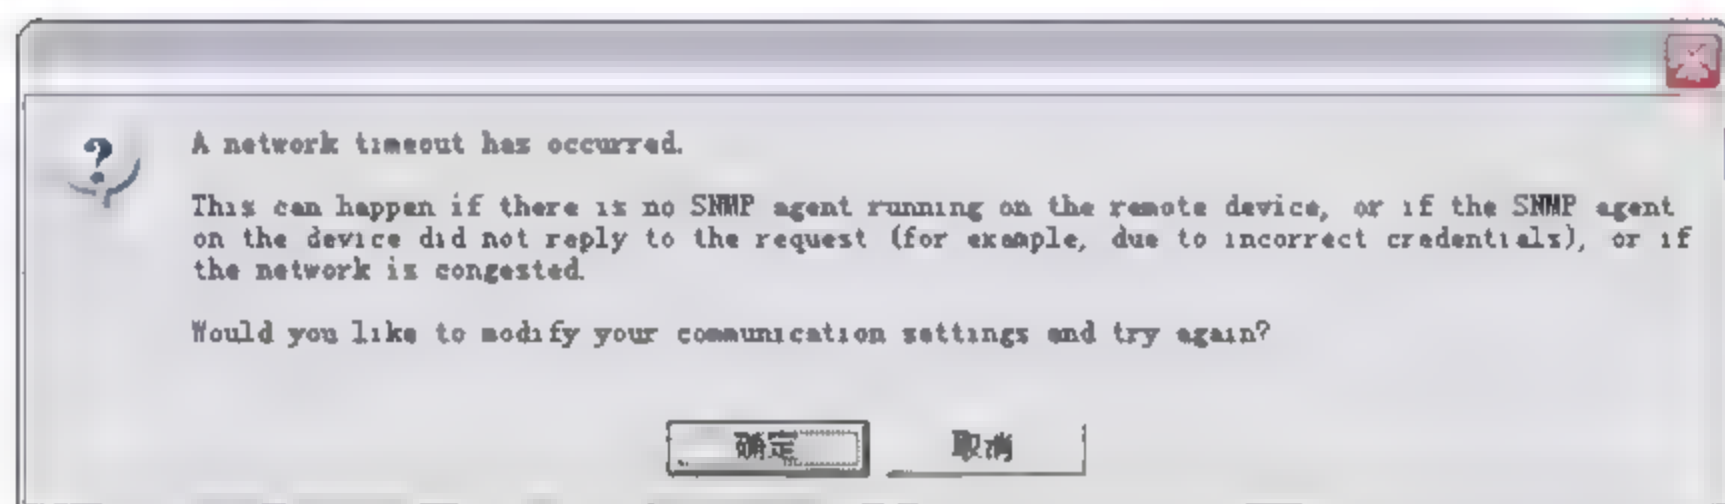 A network timeout has occurred.
This can happen if there is no SNMP agent running on the remote device, or if the SNMP agent
on the device did not reply to the request (for example, due to incorrect credentials), or if
the network is congested.
Would you like to modify your communication settings and try again?
确定
取消